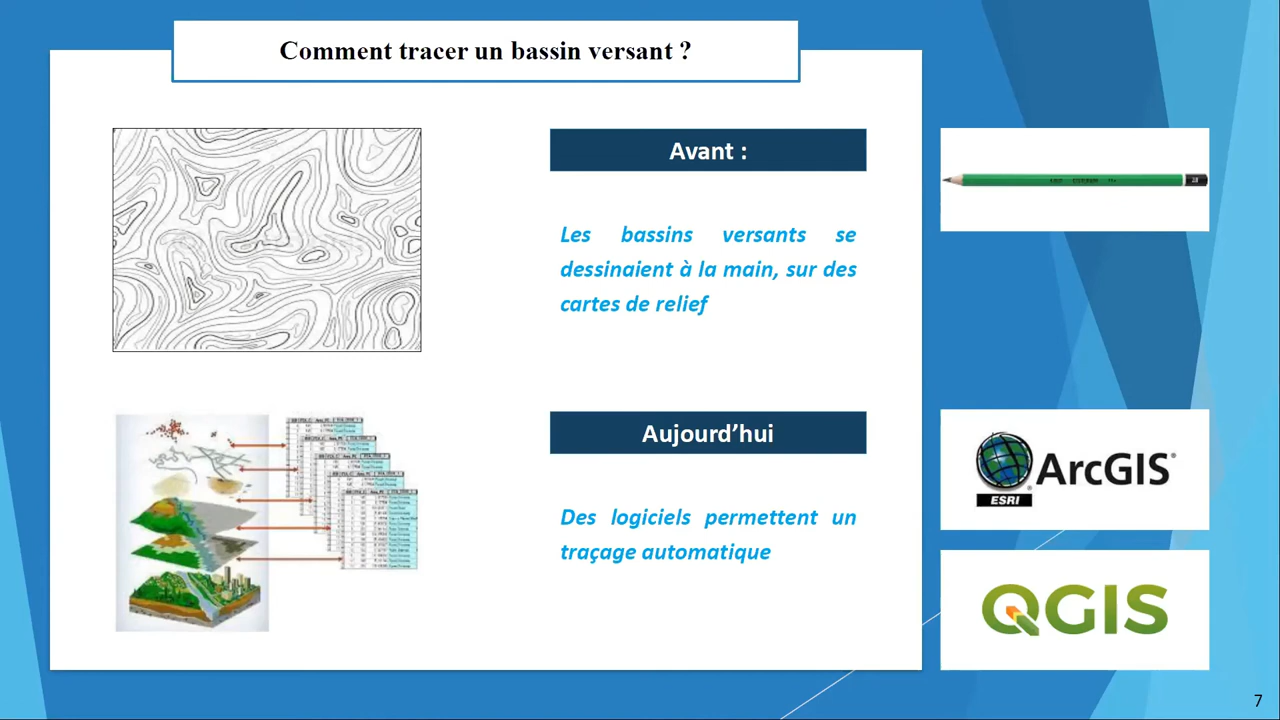 Comment tracer un bassin versant ?
Avant :
Les bassins versants se
dessinaient à la main, sur des
cartes de relief
Aujourd’hui
Des logiciels permettent un
traçage automatique
ESRI
ArcGIS®
QGIS
7